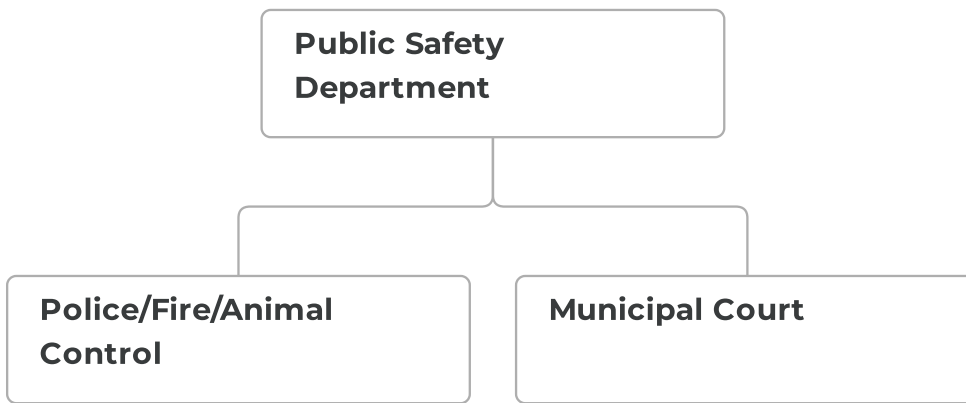 Public Safety
Department
Police/Fire/Animal
Control
Municipal Court